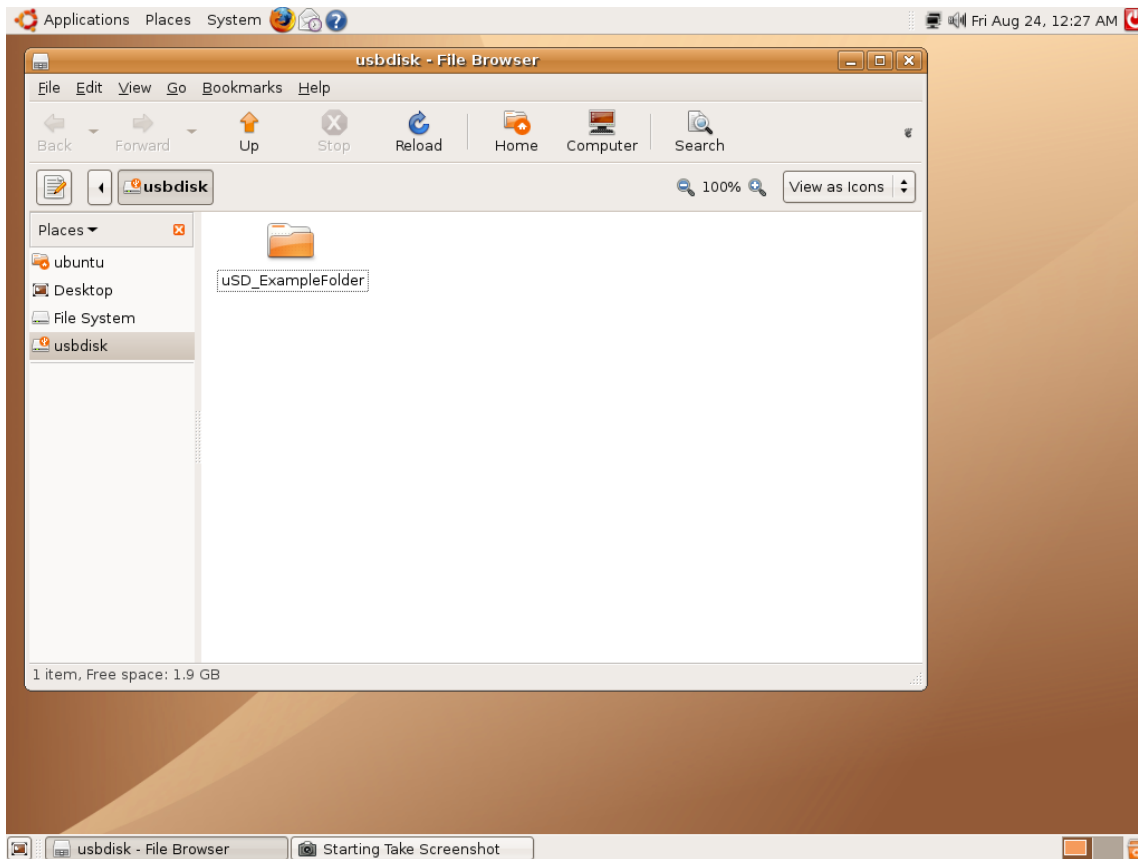 Applications Places System Fri Aug 24, 12:27 AM
usbdisk - File Browser
File Edit View Go Bookmarks Help
Back Forward Up Stop Reload Home Computer Search
usbdisk 100% View as Icons
Places
ubuntu
Desktop
File System
usbdisk
uSD_ExampleFolder
1 item, Free space: 1.9 GB
usbdisk - File Browser Starting Take Screenshot